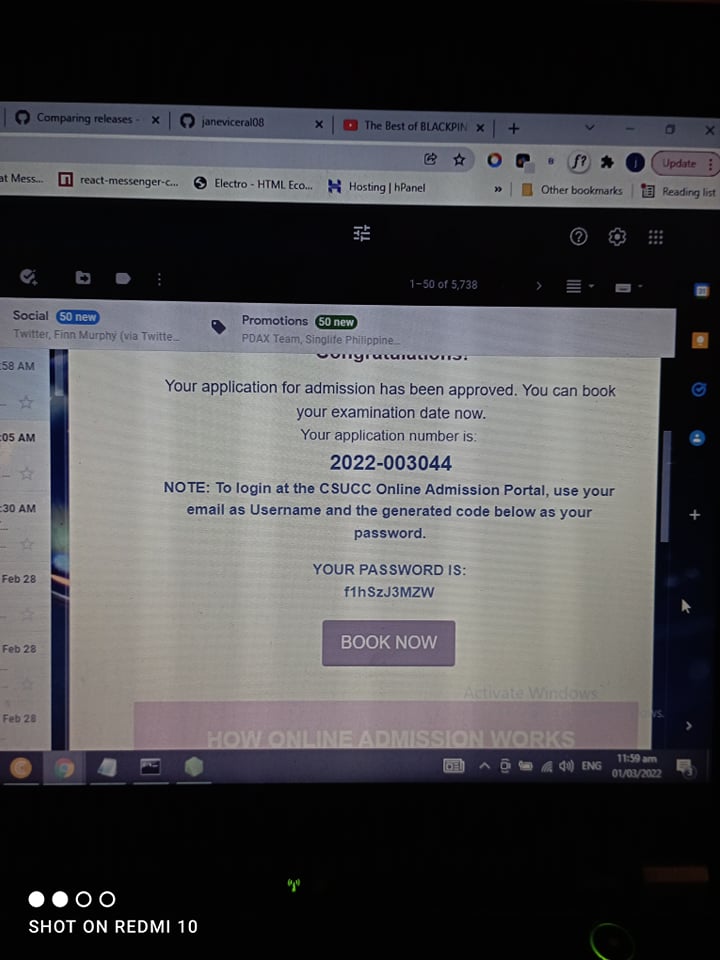 Comparing releases -
janeviceral08
The Best of BLACKPIN
Update
at Mess...
react-messenger-c...
Electro - HTML Eco...
Hosting | hPanel
Other bookmarks
Reading list
1–50 of 5,738
Social 50 new
Twitter, Finn Murphy (via Twitte...
Promotions 50 new
PDAX Team, Singlife Philippine...
Congratulations!
:58 AM
Your application for admission has been approved. You can book
your examination date now.
Your application number is:
:05 AM
2022-003044
NOTE: To login at the CSUCC Online Admission Portal, use your
email as Username and the generated code below as your
password.
:30 AM
YOUR PASSWORD IS:
f1hSzJ3MZW
Feb 28
BOOK NOW
Feb 28
Activate Windows
ws.
Feb 28
HOW ONLINE ADMISSION WORKS
ENG
11:59 am
01/03/2022
3
SHOT ON REDMI 10